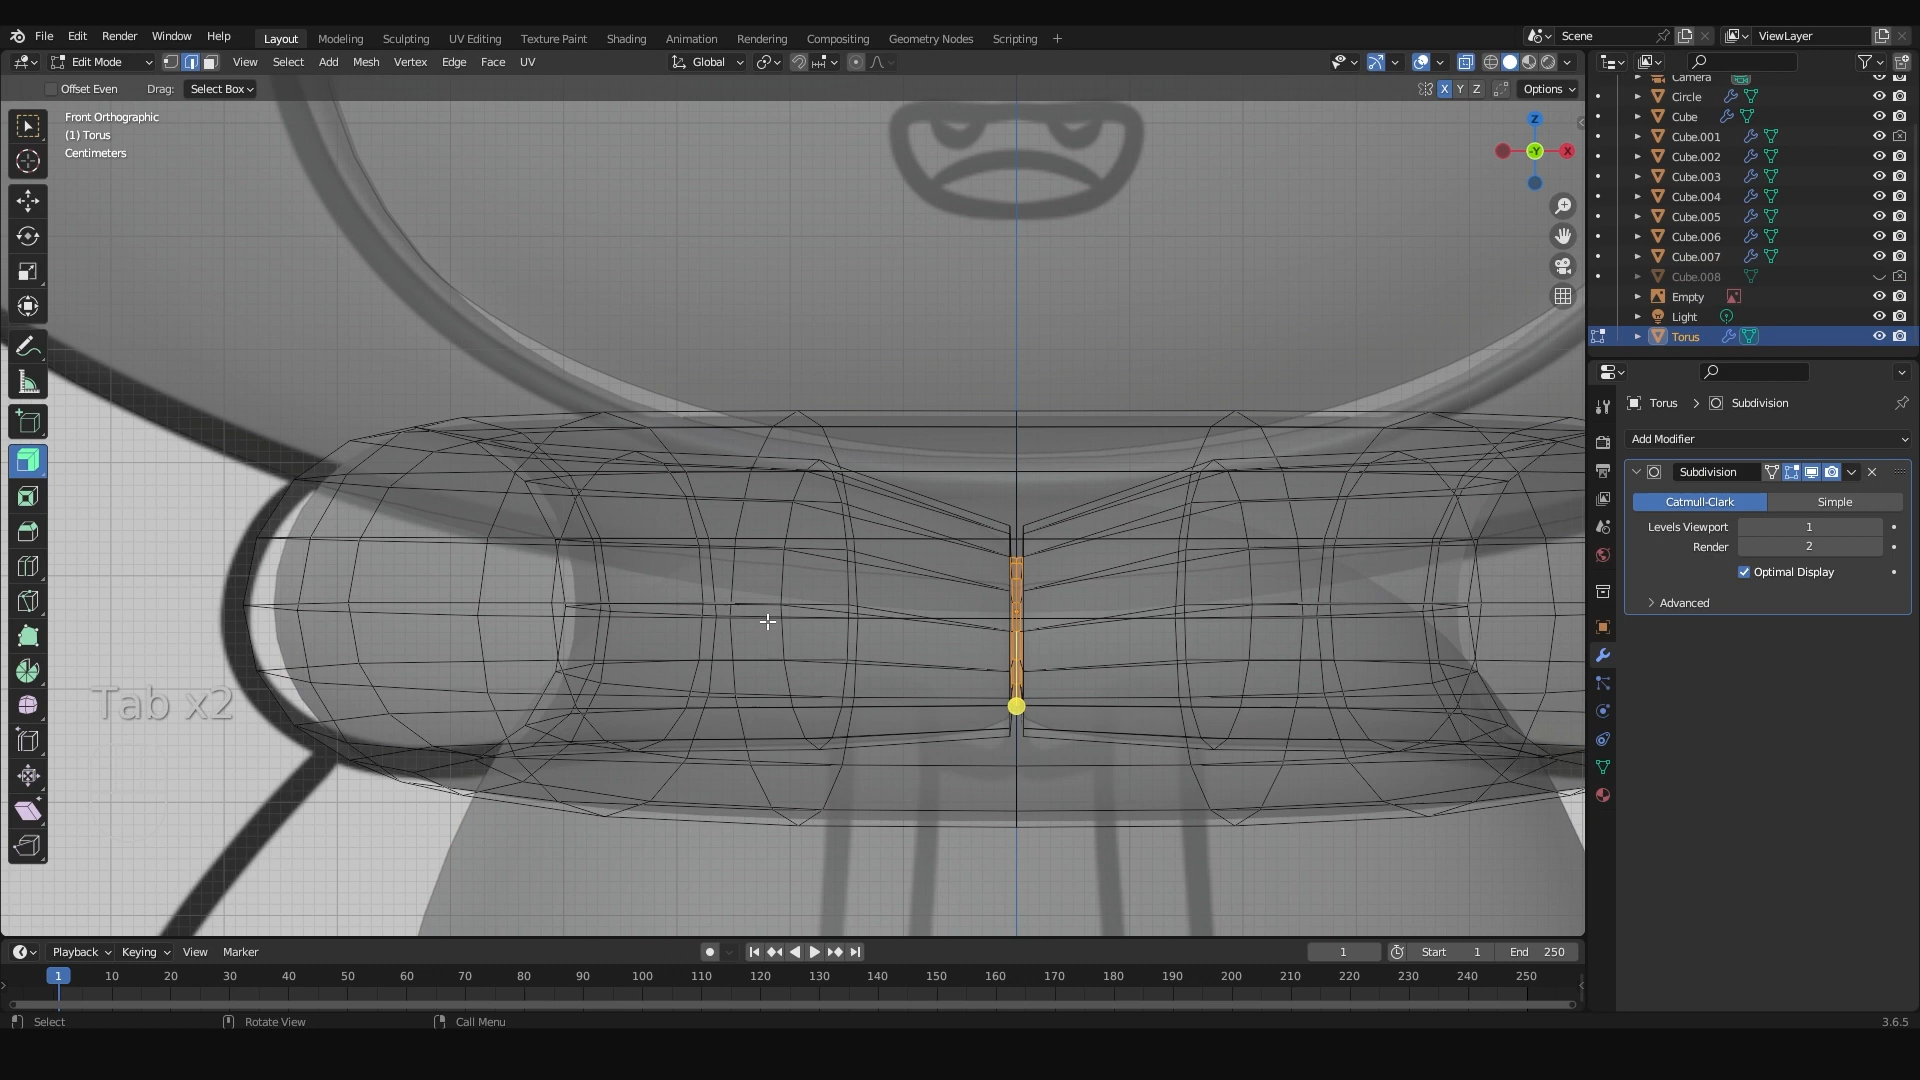 File Edit Render Window Help Layout Modeling Sculpting UV Editing Texture Paint Shading Animation Rendering Compositing Geometry Nodes Scripting + Scene ViewLayer
Edit Mode View Select Add Mesh Vertex Edge Face UV Global
Offset Even Drag: Select Box X Y Z Options
Front Orthographic
(1) Torus
Centimeters
Z
-Y
X
Tab x2
Camera
Circle
Cube
Cube.001
Cube.002
Cube.003
Cube.004
Cube.005
Cube.006
Cube.007
Cube.008
Empty
Light
Torus
Torus > Subdivision
Add Modifier
Subdivision
Catmull-Clark Simple
Levels Viewport 1
Render 2
Optimal Display
Advanced
Playback Keying View Marker 1 Start 1 End 250
1 10 20 30 40 50 60 70 80 90 100 110 120 130 140 150 160 170 180 190 200 210 220 230 240 250
Select Rotate View Call Menu 3.6.5